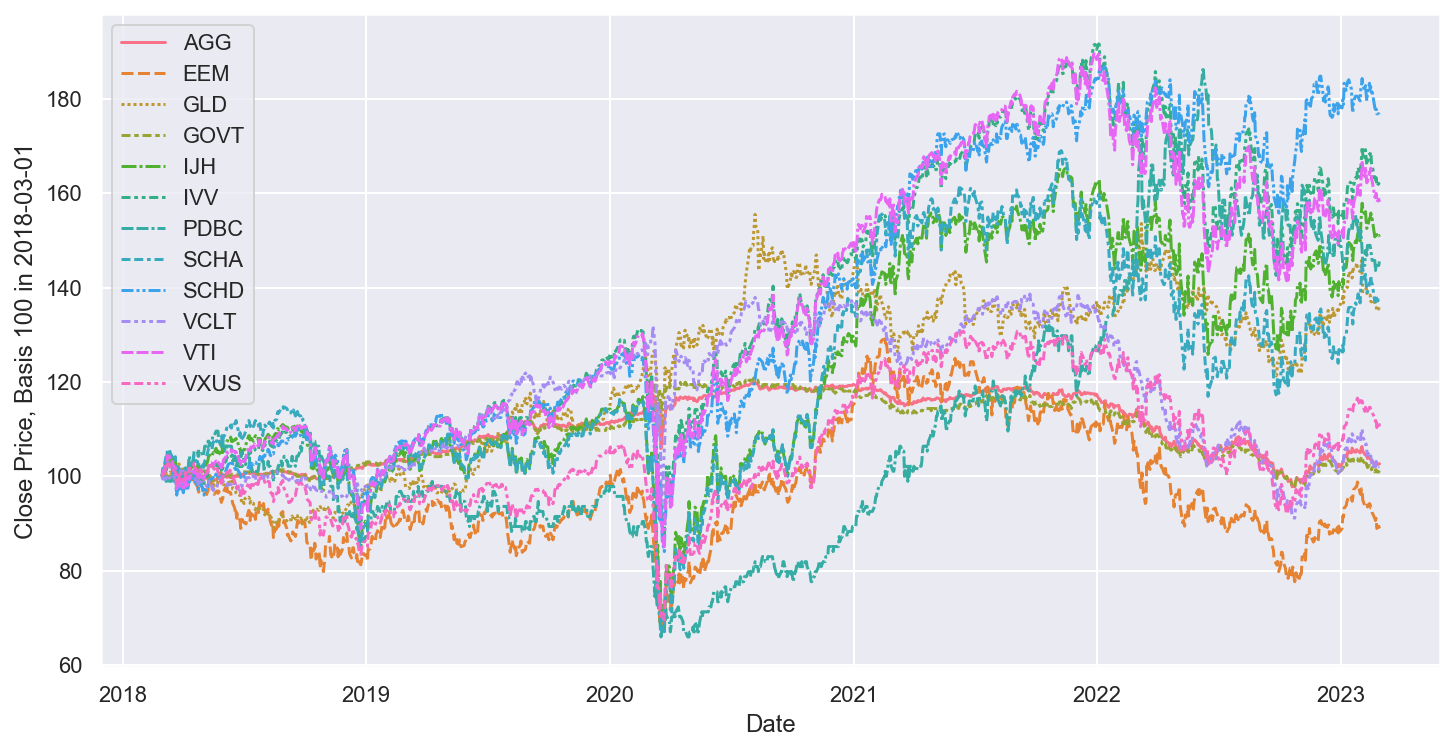 Close Price, Basis 100 in 2018-03-01
180
160
140
120
100
80
60
AGG
EEM
GLD
GOVT
IJH
IVV
PDBC
SCHA
SCHD
VCLT
VTI
VXUS
2018 2019 2020 2021 2022 2023
Date